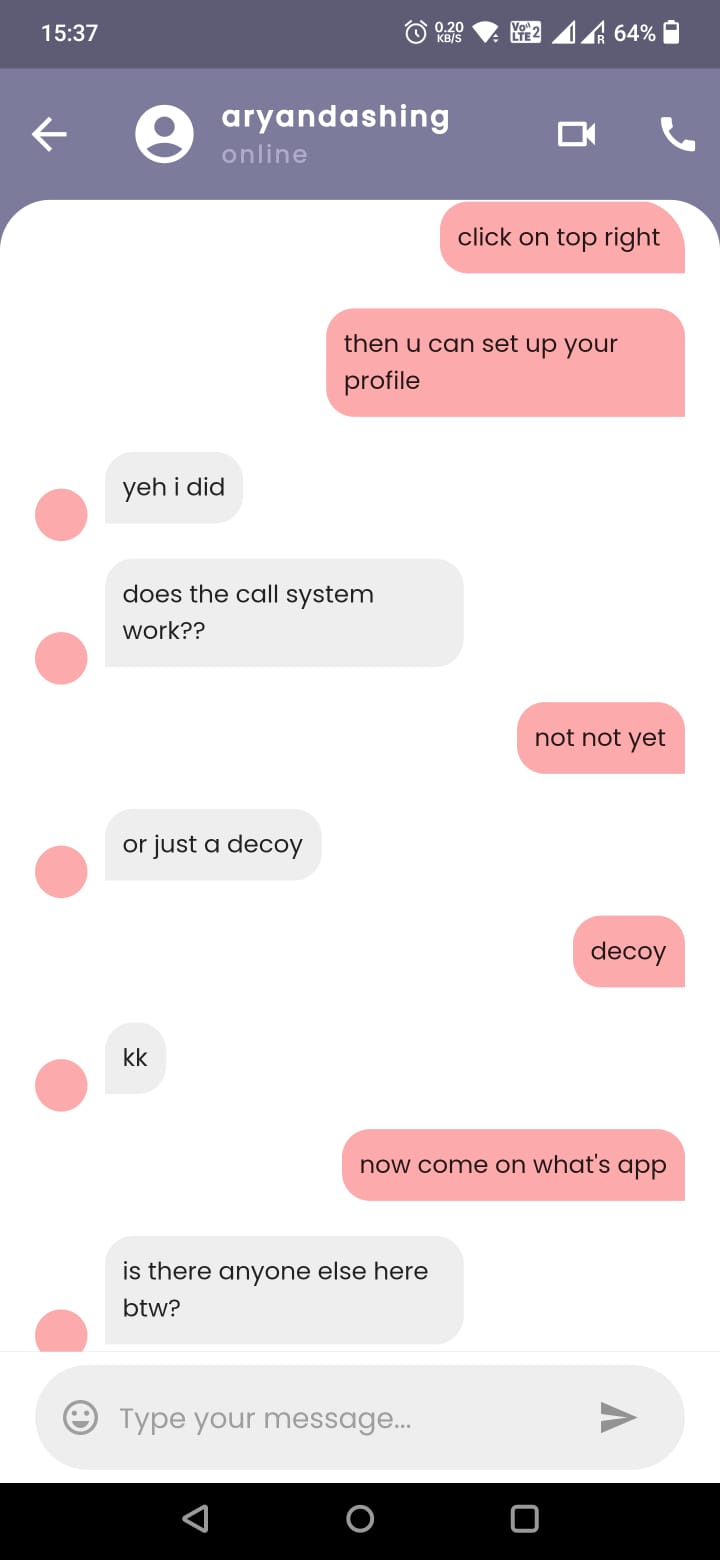 15:37
0.20
KB/S
Vo))
LTE 2
R
64%
aryandashing
online
click on top right
then u can set up your
profile
yeh i did
does the call system
work??
not not yet
or just a decoy
decoy
kk
now come on what's app
is there anyone else here
btw?
Type your message...